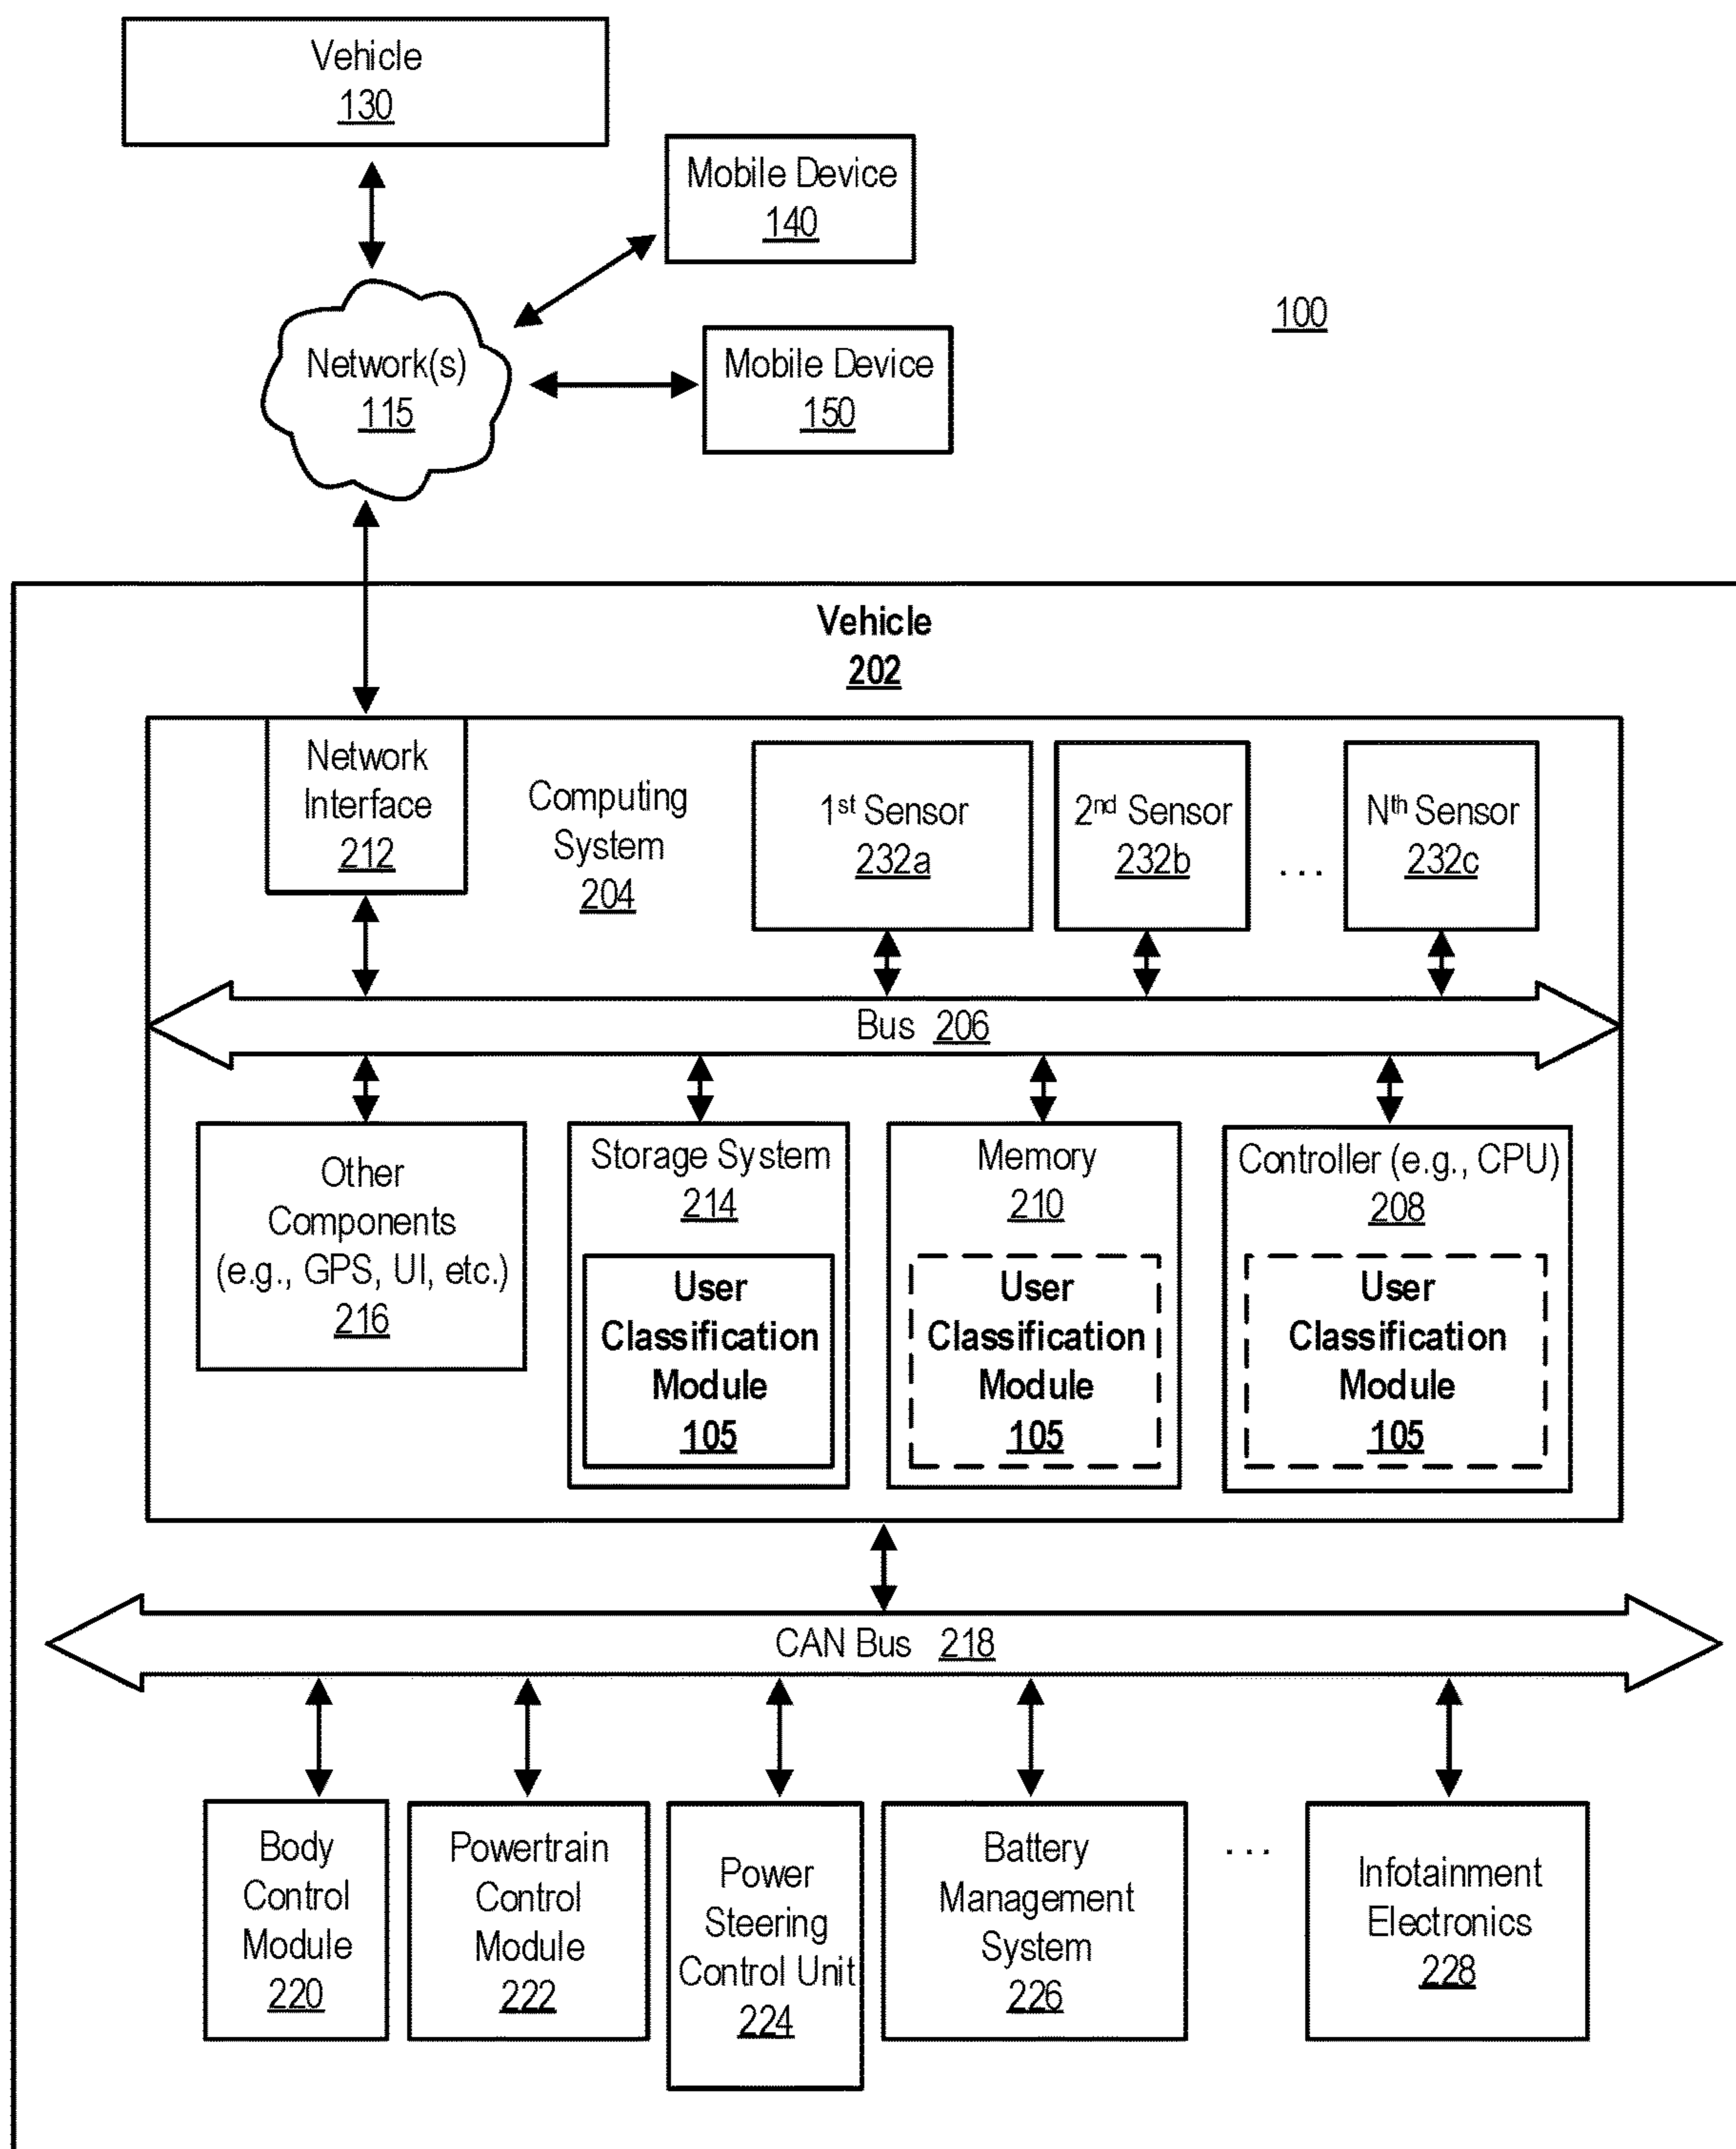 Vehicle
130
Mobile Device
140
100
Network(s)
115
Mobile Device
150
Vehicle
202
Network
Interface
212
Computing
System
204
1st Sensor
232a
2nd Sensor
232b
...
Nth Sensor
232c
Bus 206
Other
Components
(e.g., GPS, UI, etc.)
216
Storage System
214
User
Classification
Module
105
Memory
210
User
Classification
Module
105
Controller (e.g., CPU)
208
User
Classification
Module
105
CAN Bus 218
Body
Control
Module
220
Powertrain
Control
Module
222
Power
Steering
Control Unit
224
Battery
Management
System
226
...
Infotainment
Electronics
228